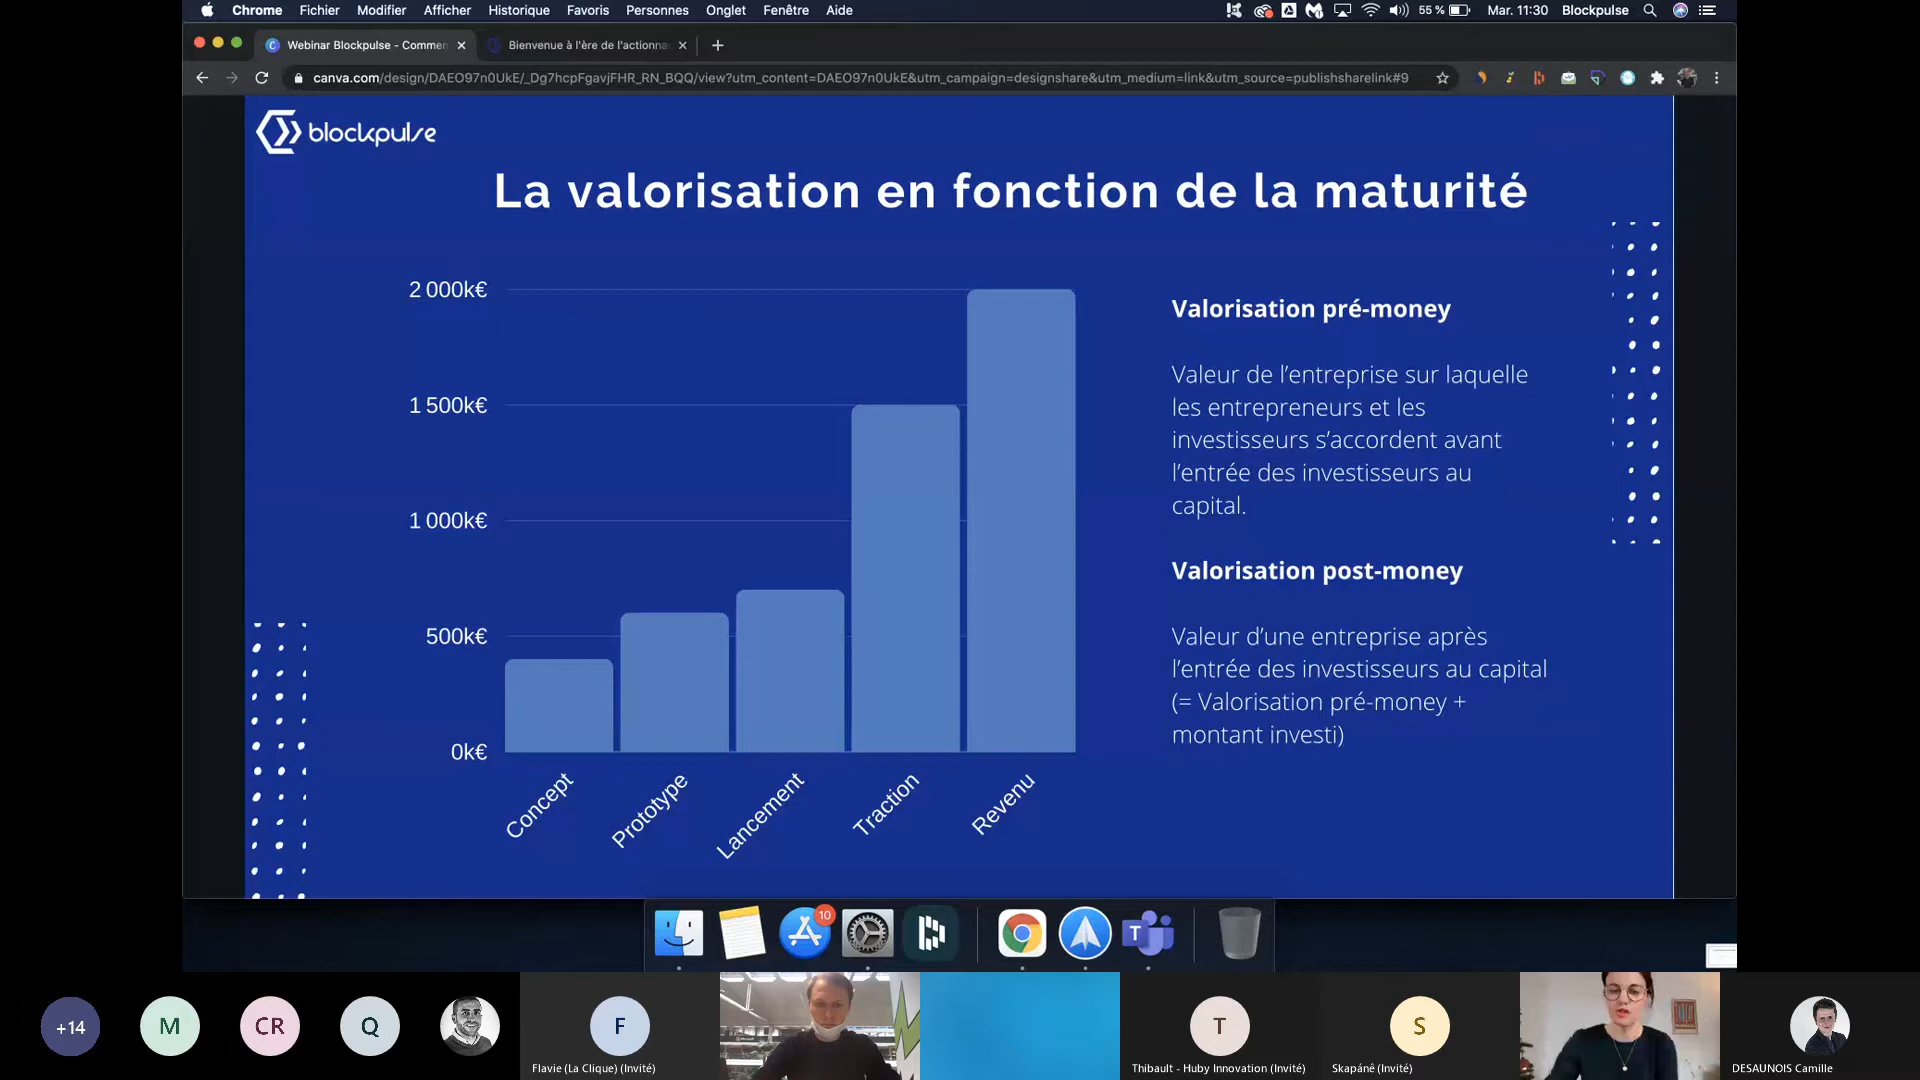 Chrome Fichier Modifier Afficher Historique Favoris Personnes Onglet Fenêtre Aide 55 % Mar. 11:30 Blockpulse
Webinar Blockpulse - Commen
Bienvenue à l'ère de l'actionna
canva.com/design/DAEO97n0UkE/_Dg7hcpFgavjFHR_RN_BQQ/view?utm_content=DAEO97n0UkE&utm_campaign=designshare&utm_medium=link&utm_source=publishsharelink#9
blockpulse
La valorisation en fonction de la maturité
2 000k€
1 500k€
1 000k€
500k€
0k€
Concept
Prototype
Lancement
Traction
Revenu
Valorisation pré-money
Valeur de l'entreprise sur laquelle
les entrepreneurs et les
investisseurs s'accordent avant
l'entrée des investisseurs au
capital.
Valorisation post-money
Valeur d'une entreprise après
l'entrée des investisseurs au capital
(= Valorisation pré-money +
montant investi)
10
T
+14
M
CR
Q
F
Flavie (La Clique) (Invité)
T
Thibault - Huby Innovation (Invité)
S
Skapánê (Invité)
DESAUNOIS Camille